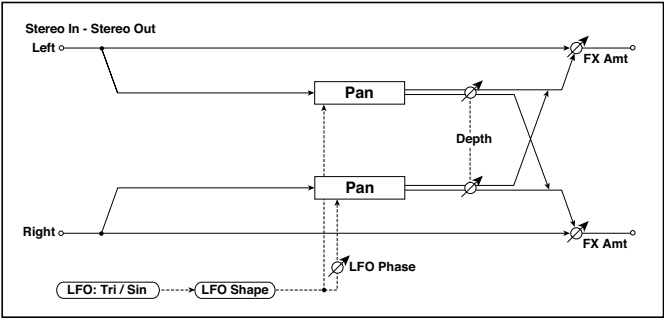 Stereo In - Stereo Out
Left
FX Amt
Pan
Depth
Pan
Right
FX Amt
LFO Phase
LFO: Tri / Sin
LFO Shape